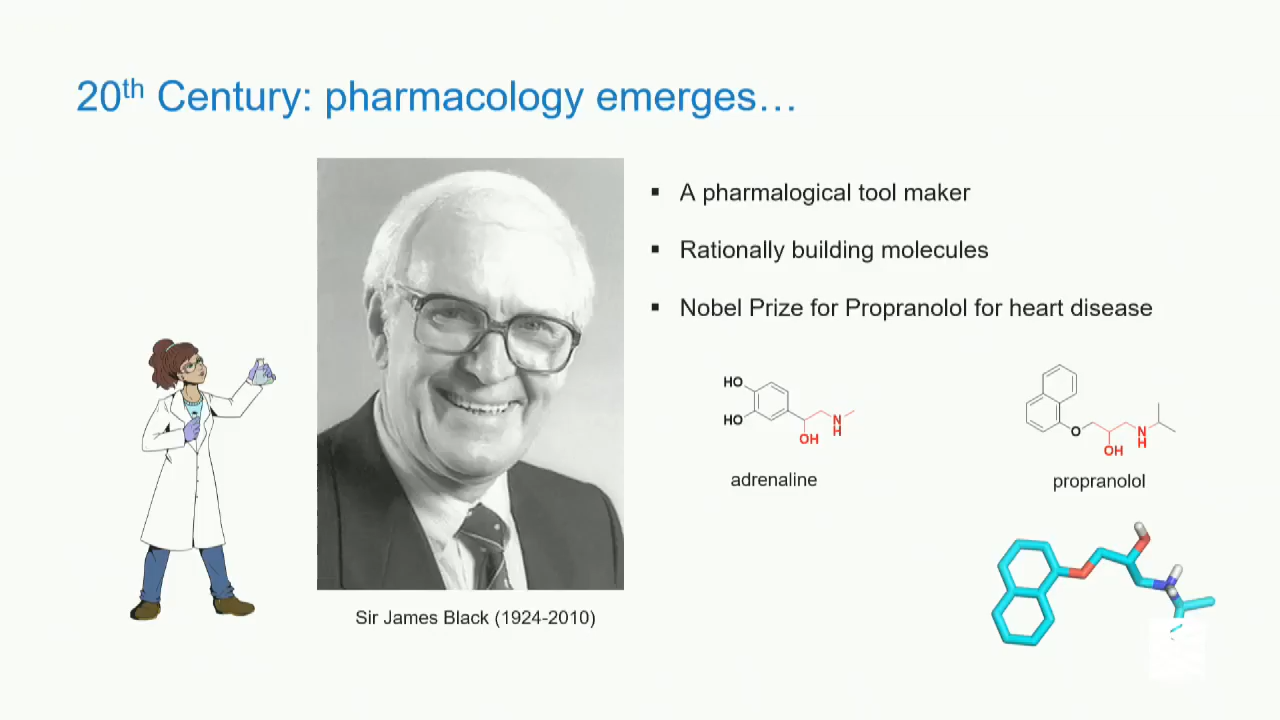 20th Century: pharmacology emerges…
▪ A pharmalogical tool maker
▪ Rationally building molecules
▪ Nobel Prize for Propranolol for heart disease
HO
HO
OH
N
H
adrenaline
O
OH
N
H
propranolol
Sir James Black (1924-2010)